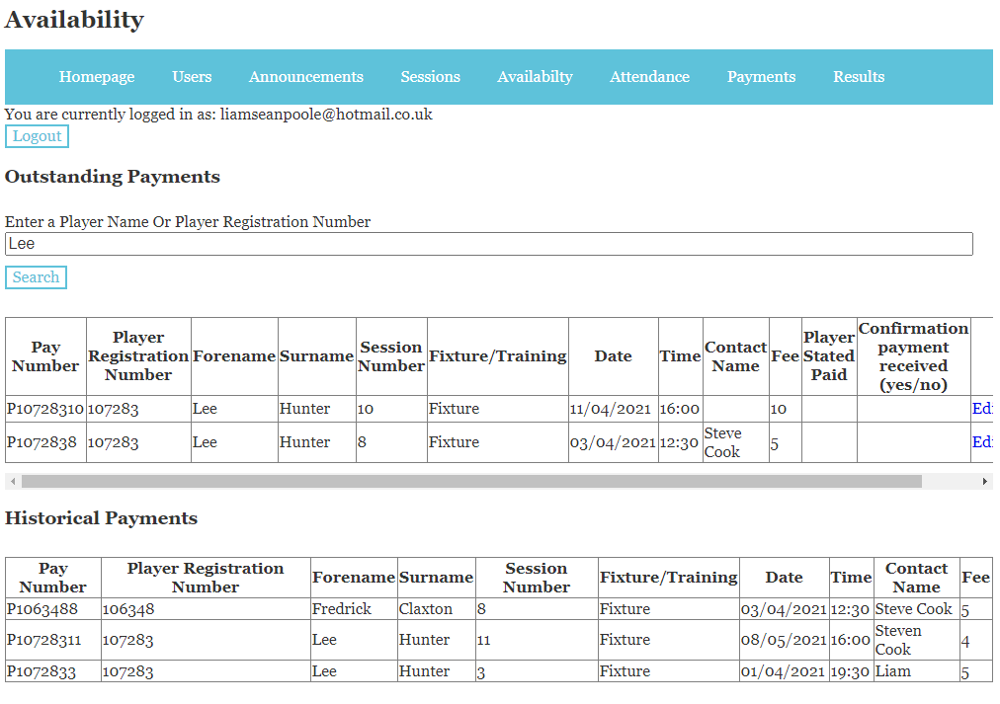 Availability
Homepage Users Announcements Sessions Availabilty Attendance Payments Results
You are currently logged in as: liamseanpoole@hotmail.co.uk
Logout
Outstanding Payments
Enter a Player Name Or Player Registration Number
Lee
Search
Pay Number Player Registration Number Forename Surname Session Number Fixture/Training Date Time Contact Name Fee Player Stated Paid Confirmation payment received (yes/no)
P10728310 107283 Lee Hunter 10 Fixture 11/04/2021 16:00 10 Edi
P1072838 107283 Lee Hunter 8 Fixture 03/04/2021 12:30 Steve Cook 5 Edi
Historical Payments
Pay Number Player Registration Number Forename Surname Session Number Fixture/Training Date Time Contact Name Fee
P1063488 106348 Fredrick Claxton 8 Fixture 03/04/2021 12:30 Steve Cook 5
P10728311 107283 Lee Hunter 11 Fixture 08/05/2021 16:00 Steven Cook 4
P1072833 107283 Lee Hunter 3 Fixture 01/04/2021 19:30 Liam 5